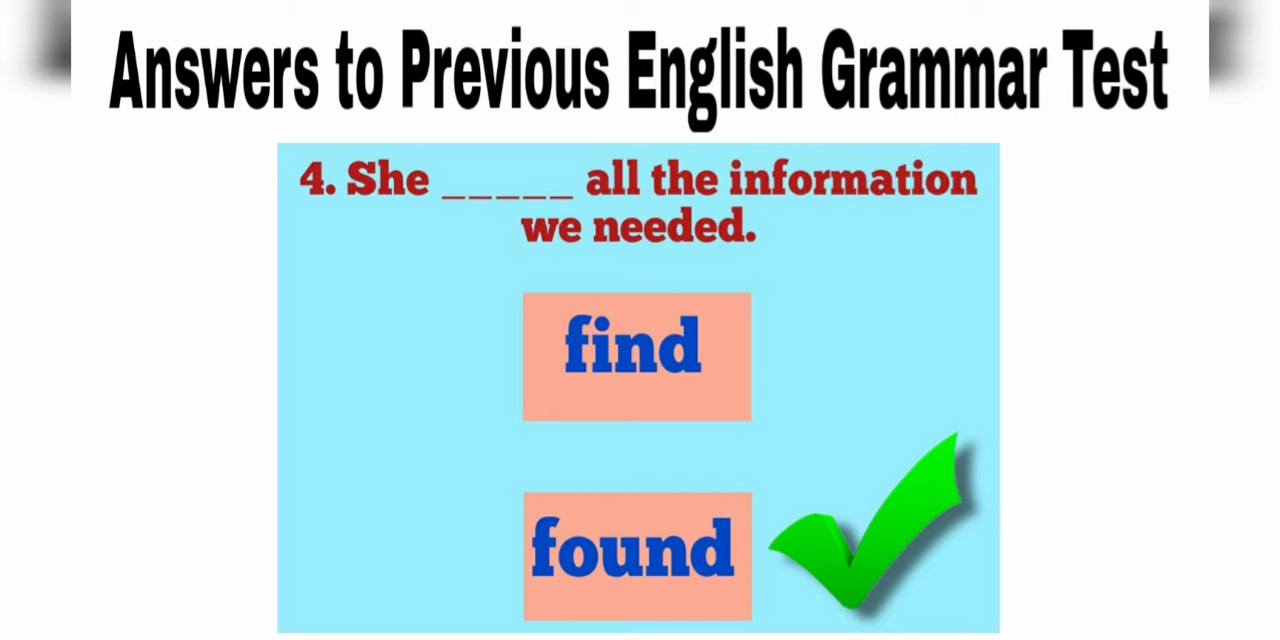 Answers to Previous English Grammar Test
4. She _____ all the information
we needed.
find
found